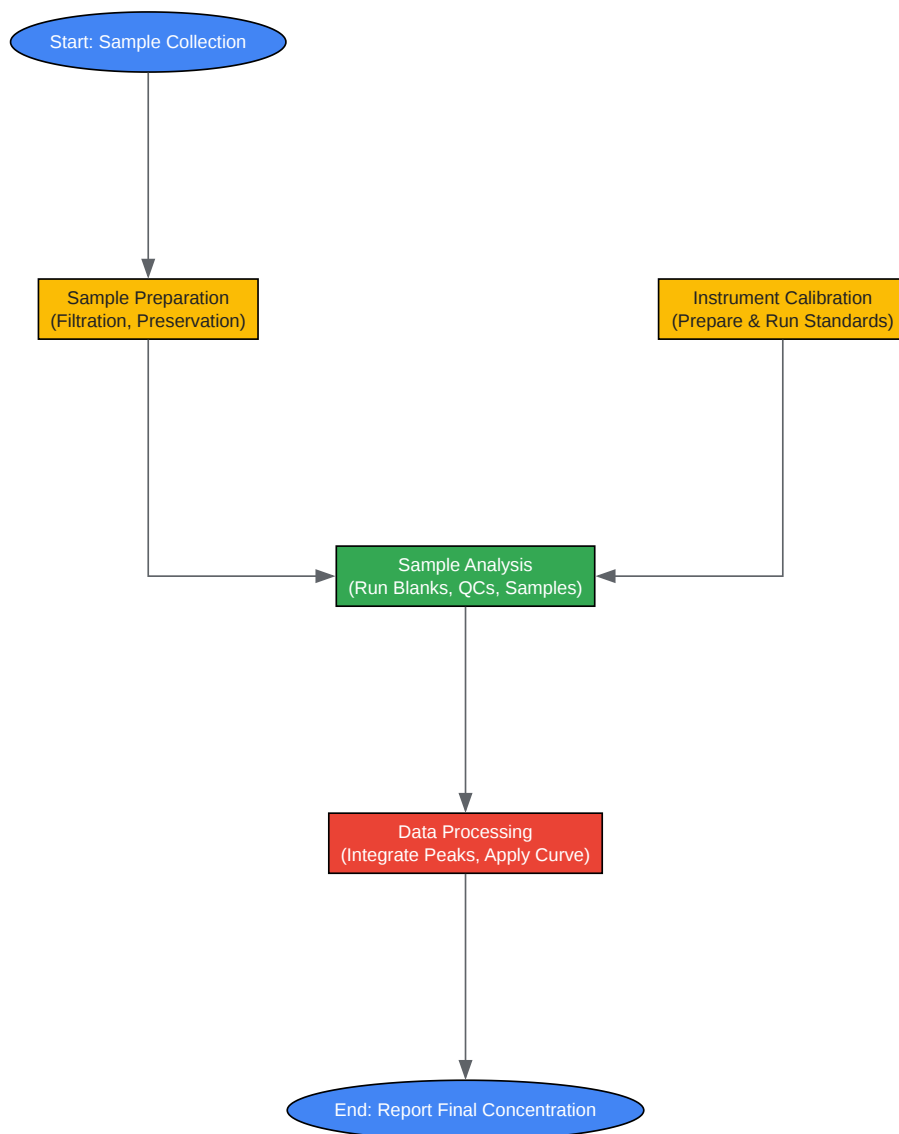 Start: Sample Collection
Sample Preparation
(Filtration, Preservation)
Instrument Calibration
(Prepare & Run Standards)
Sample Analysis
(Run Blanks, QCs, Samples)
Data Processing
(Integrate Peaks, Apply Curve)
End: Report Final Concentration